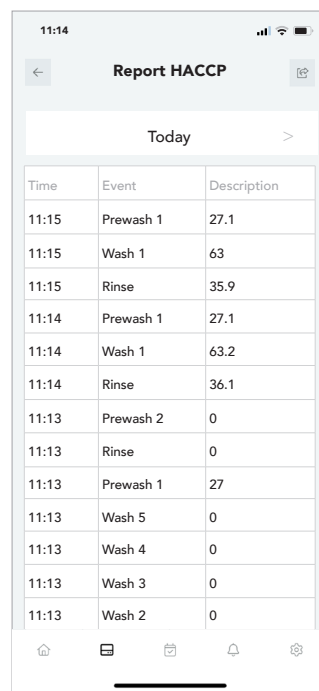 11:14
Report HACCP
Today >
Time Event Description
11:15 Prewash 1 27.1
11:15 Wash 1 63
11:15 Rinse 35.9
11:14 Prewash 1 27.1
11:14 Wash 1 63.2
11:14 Rinse 36.1
11:13 Prewash 2 0
11:13 Rinse 0
11:13 Prewash 1 27
11:13 Wash 5 0
11:13 Wash 4 0
11:13 Wash 3 0
11:13 Wash 2 0